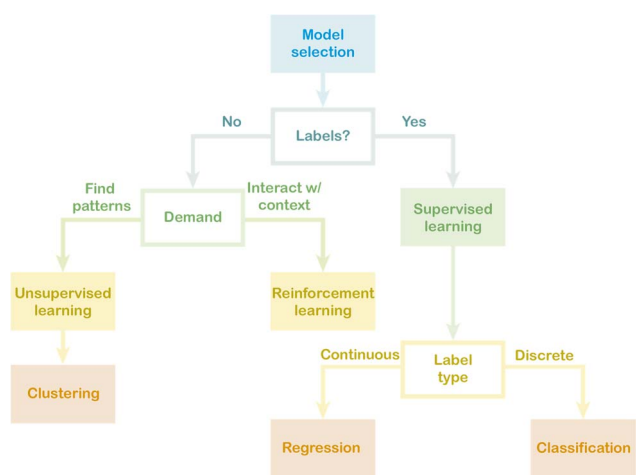 Model
selection
No
Labels?
Yes
Find
patterns
Demand
Interact w/
context
Supervised
learning
Unsupervised
learning
Reinforcement
learning
Clustering
Continuous
Label
type
Discrete
Regression
Classification